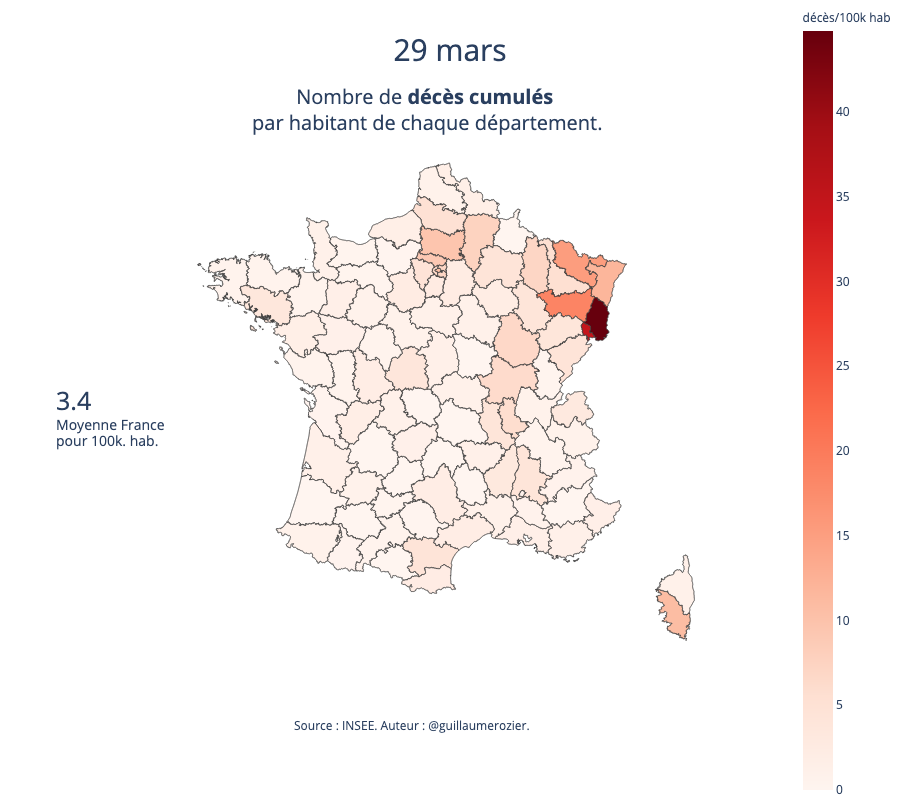 décès/100k hab
29 mars
Nombre de décès cumulés
par habitant de chaque département.
40
35
30
25
20
15
10
5
0
3.4
Moyenne France
pour 100k. hab.
Source : INSEE. Auteur : @guillaumerozier.